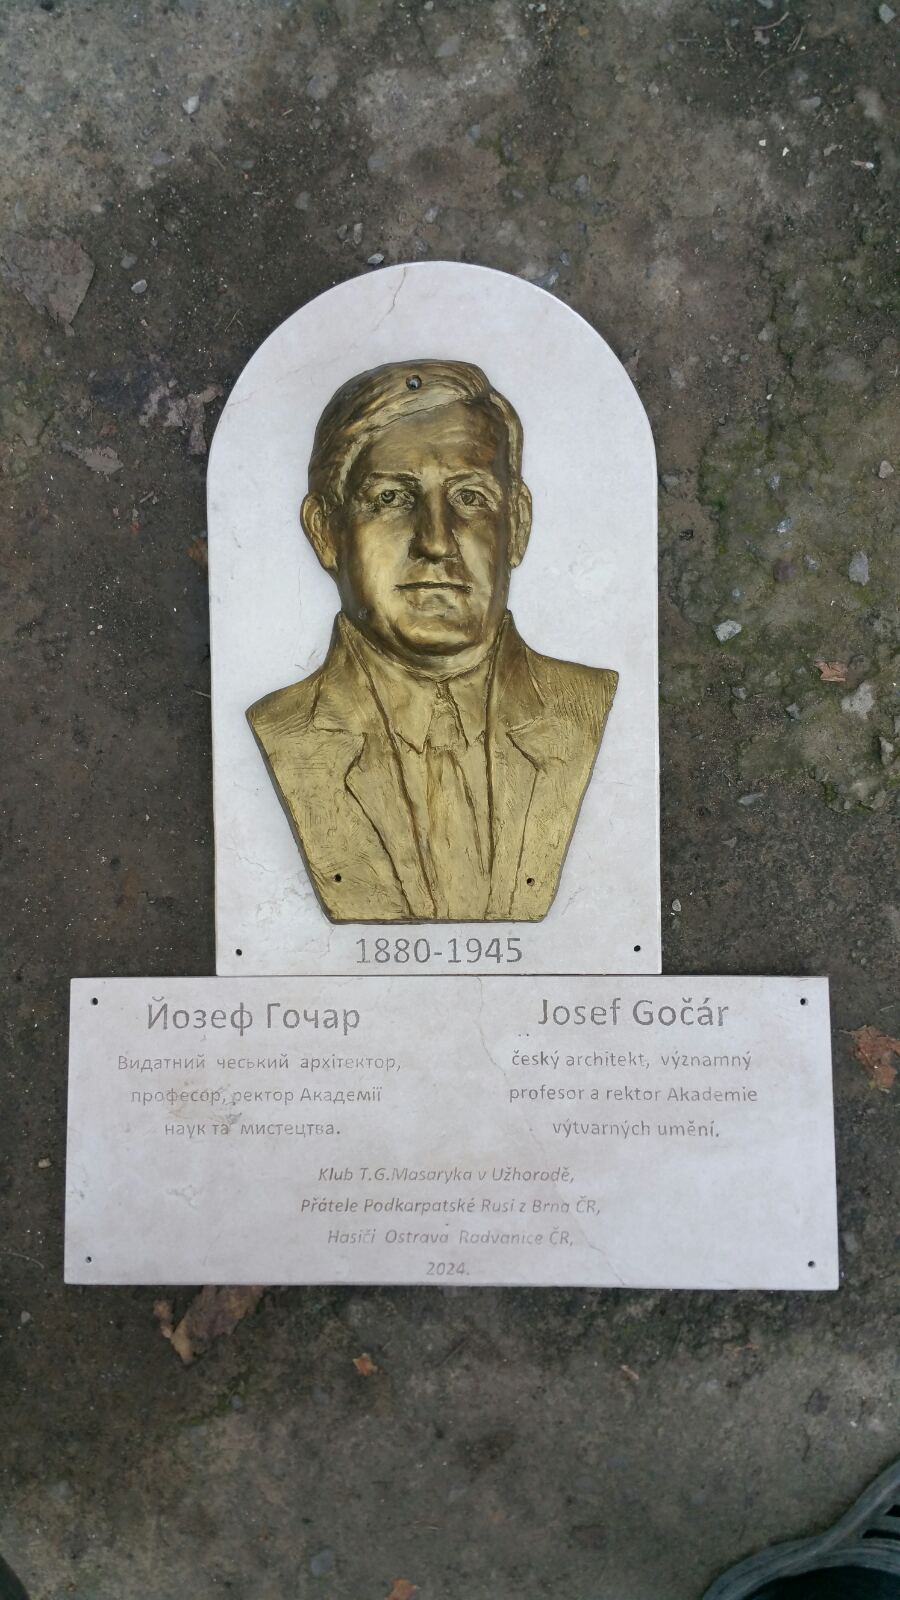 1880-1945
Йозеф Гочар
Видатний чеський архітектор,
професор, ректор Академії
наук та мистецтва.
Josef Gočár
český architekt, významný
profesor a rektor Akademie
výtvarných umění.
Klub T.G.Masaryka v Užhorodě,
Přátele Podkarpatské Rusi z Brna ČR,
Hasiči Ostrava Radvanice ČR,
2024.